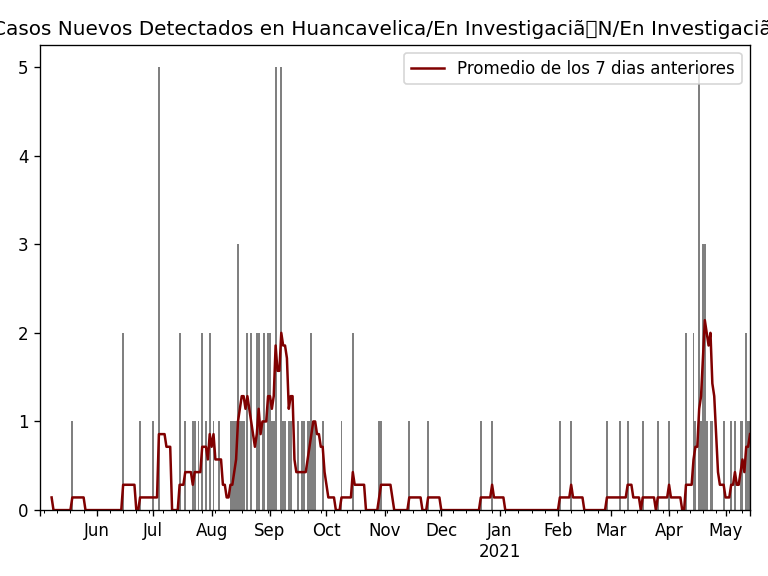 Casos Nuevos Detectados en Huancavelica/En Investigaciã▯N/En Investigaciã
Promedio de los 7 dias anteriores
5
4
3
2
1
0
Jun Jul Aug Sep Oct Nov Dec Jan Feb Mar Apr May
2021